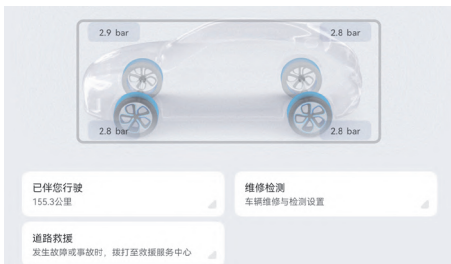 2.9 bar
2.8 bar
2.8 bar
2.8 bar
已伴您行驶
155.3公里
维修检测
车辆维修与检测设置
道路救援
发生故障或事故时，拨打至救援服务中心